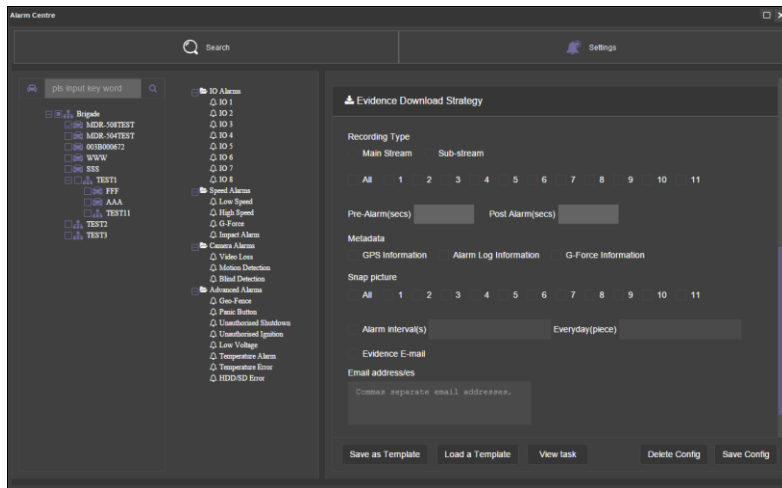 Alarm Centre
Search
Settings
pls input key word
Brigade
MDR-508TEST
MDR-504TEST
003B000672
WWW
SSS
TEST1
FFF
AAA
TEST11
TEST2
TEST3
IO Alarms
IO 1
IO 2
IO 3
IO 4
IO 5
IO 6
IO 7
IO 8
Speed Alarms
Low Speed
High Speed
G-Force
Impact Alarm
Camera Alarms
Video Loss
Motion Detection
Blind Detection
Advanced Alarms
Geo-Fence
Panic Button
Unauthorised Shutdown
Unauthorised Ignition
Low Voltage
Temperature Alarm
Temperature Error
HDD/SD Error
Evidence Download Strategy
Recording Type
Main Stream Sub-stream
All 1 2 3 4 5 6 7 8 9 10 11
Pre-Alarm(secs) Post Alarm(secs)
Metadata
GPS Information Alarm Log Information G-Force Information
Snap picture
All 1 2 3 4 5 6 7 8 9 10 11
Alarm interval(s) Everyday(piece)
Evidence E-mail
Email address/es
Commas separate email addresses,
Save as Template Load a Template View task Delete Config Save Config